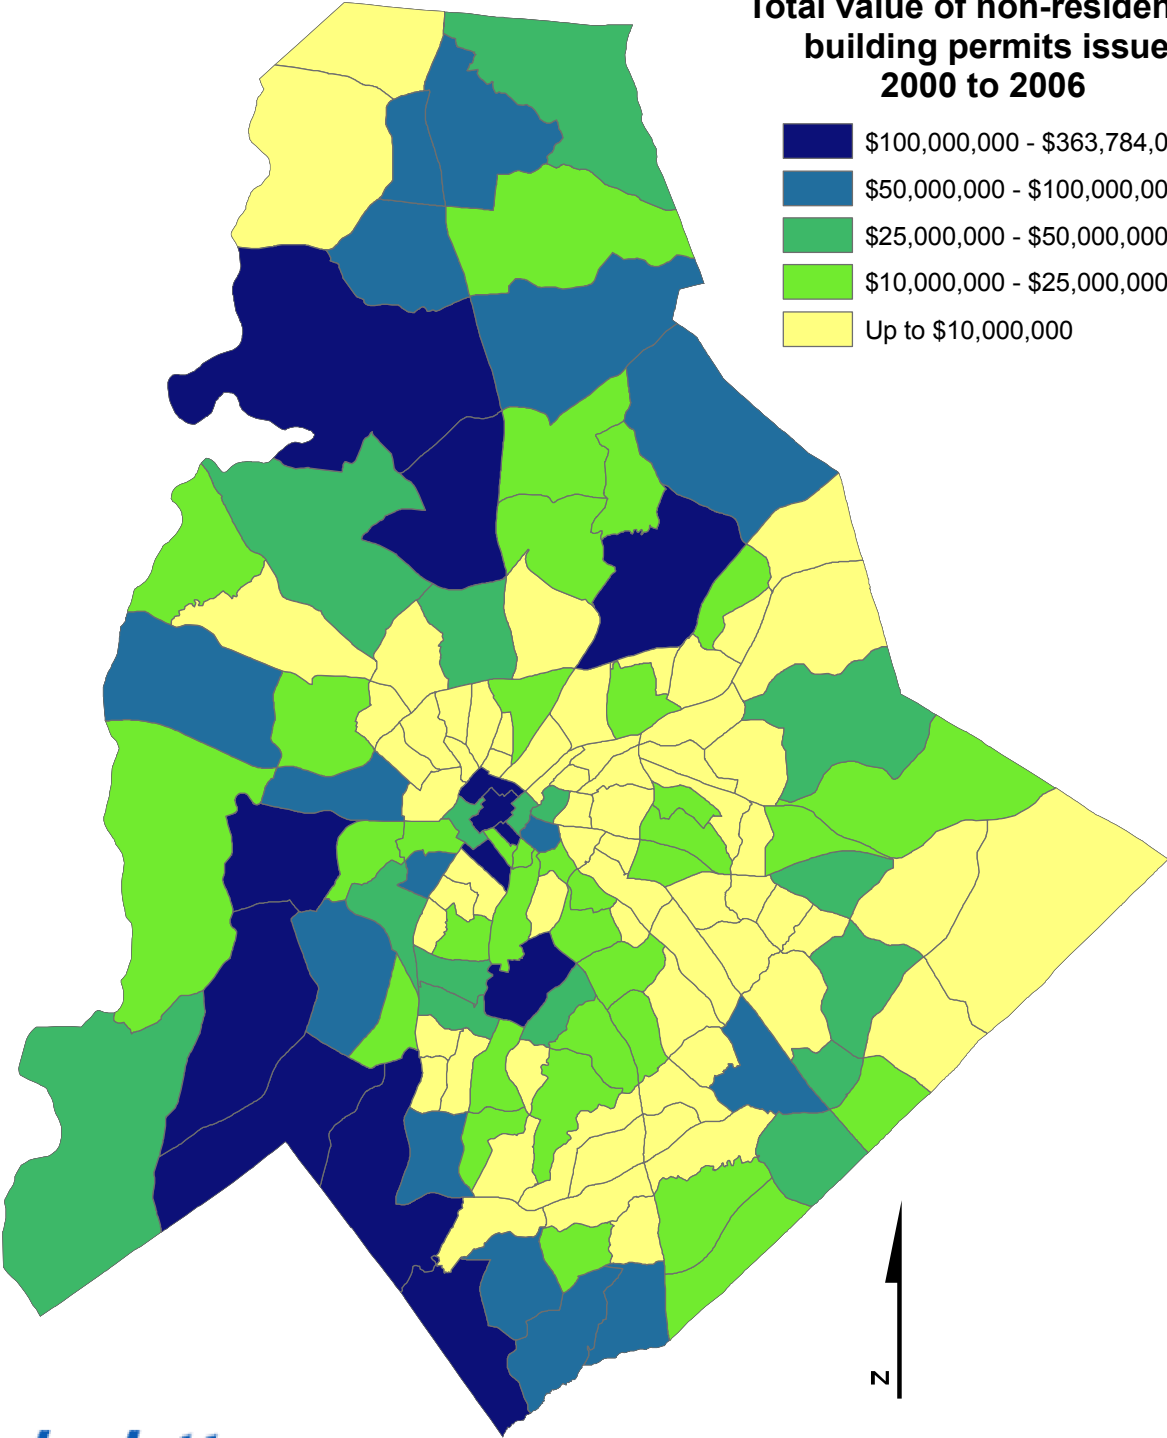 Total value of non-residen
building permits issue
2000 to 2006
$100,000,000 - $363,784,0
$50,000,000 - $100,000,00
$25,000,000 - $50,000,000
$10,000,000 - $25,000,000
Up to $10,000,000
N